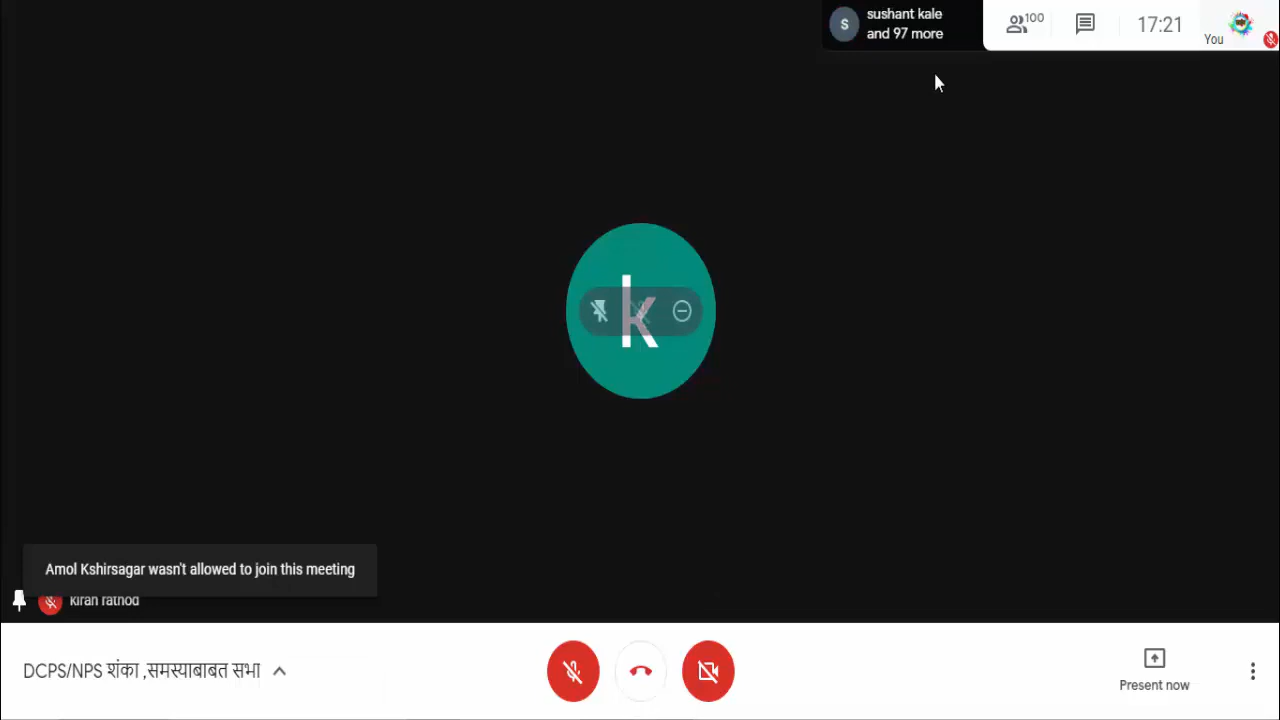 S
sushant kale
and 97 more
100
17:21
You
k
Amol Kshirsagar wasn't allowed to join this meeting
kiran rathod
DCPS/NPS शंका ,समस्याबाबत सभा
Present now